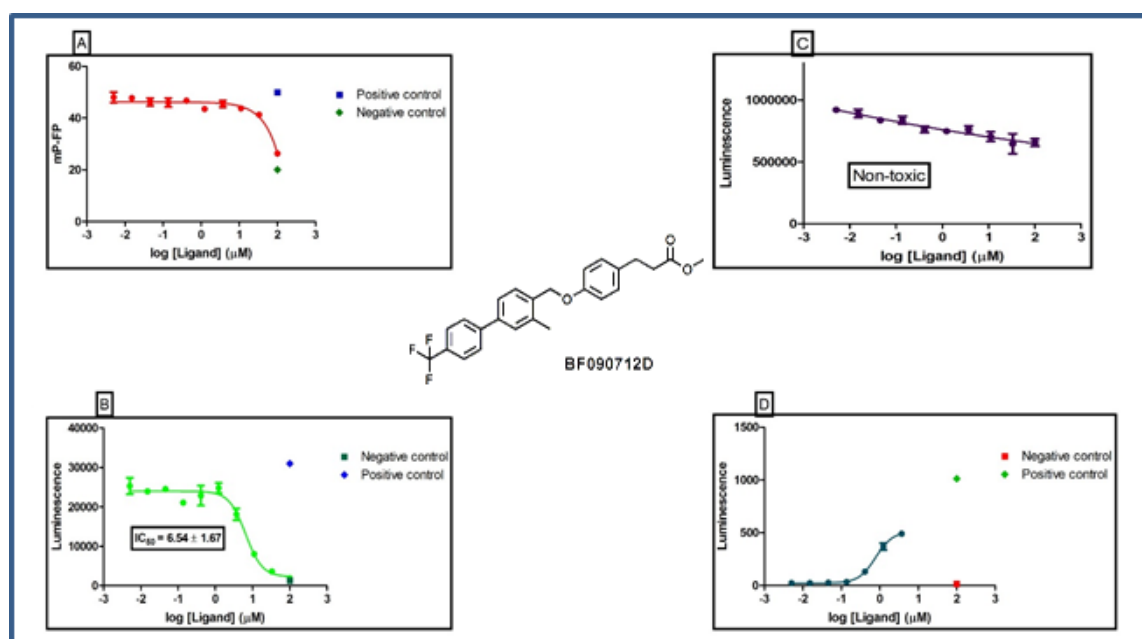 A
60
40
20
0
mP-FP
-3 -2 -1 0 1 2 3
log [Ligand] (μM)
Positive control
Negative control
C
1000000
500000
0
Luminescence
Non-toxic
-3 -2 -1 0 1 2 3
log [Ligand] (μM)
O
O
O
F
F
F
BF090712D
B
40000
30000
20000
10000
0
Luminescence
IC50 = 6.54 ± 1.67
-3 -2 -1 0 1 2 3
log [Ligand] (μM)
Negative control
Positive control
D
1500
1000
500
0
Luminescence
-3 -2 -1 0 1 2 3
log [Ligand] (μM)
Negative control
Positive control